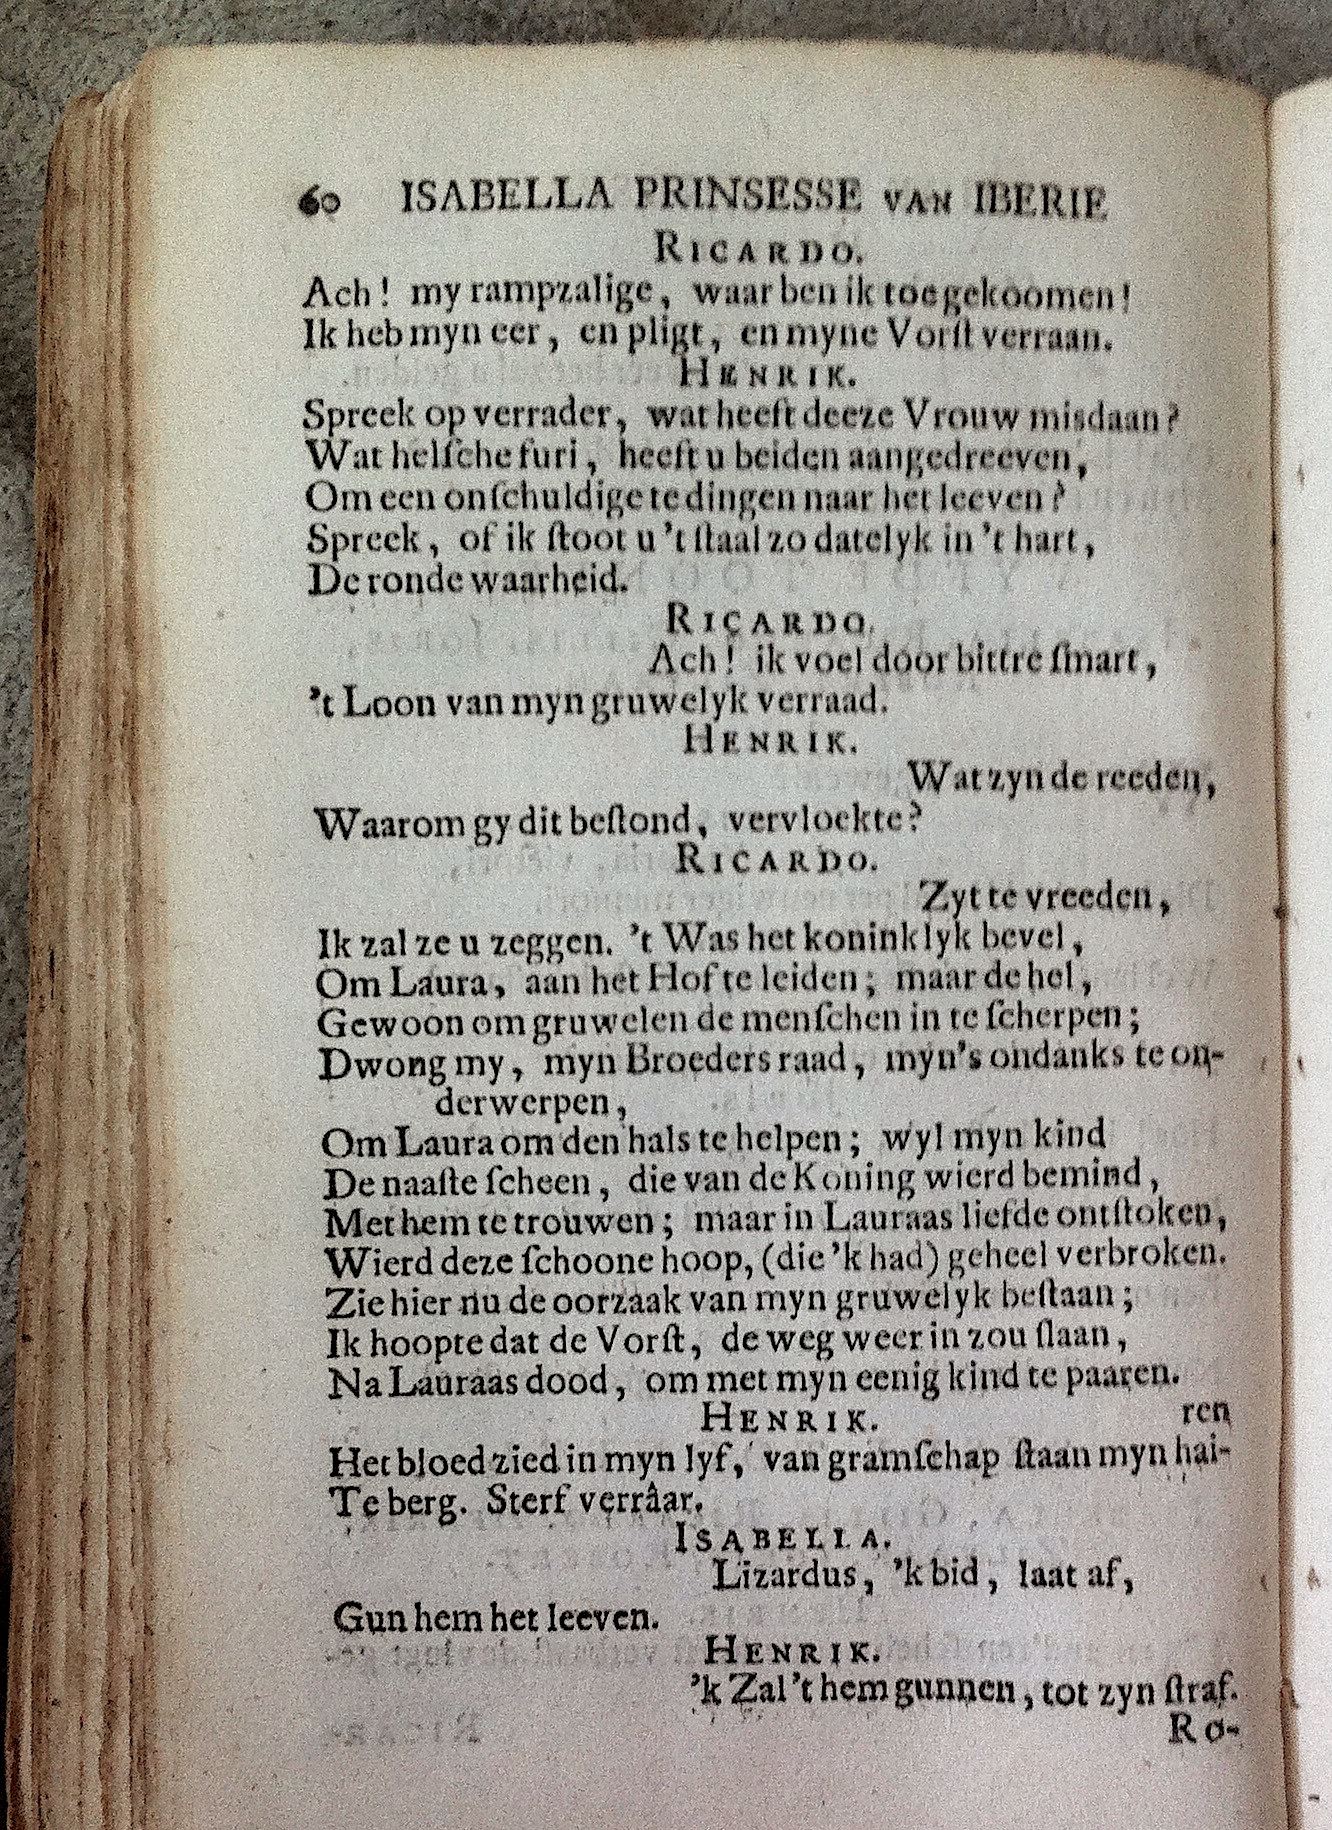 60 ISABELLA PRINSESSE VAN IBERIE
RICARDO.
Ach! my rampzalige, waar ben ik toe gekoomen!
Ik heb myn eer, en pligt, en myne Vorſt verraan.
HENRIK.
Spreek op verrader, wat heeft deeze Vrouw misdaan?
Wat helſche furi, heeft u beiden aangedreeven,
Om een onſchuldige te dingen naar het leeven?
Spreek, of ik ſtoot u 't ſtaal zo datelyk in 't hart,
De ronde waarheid.
RICARDO.
Ach! ik voel door bittre ſmart,
't Loon van myn gruwelyk verraad.
HENRIK.
Wat zyn de reeden,
Waarom gy dit beſtond, vervloekte?
RICARDO.
Zyt te vreeden,
Ik zal ze u zeggen. 't Was het koninklyk bevel,
Om Laura, aan het Hof te leiden; maar de hel,
Gewoon om gruwelen de menſchen in te ſcherpen;
Dwong my, myn Broeders raad, myn's ondanks te on-
derwerpen,
Om Laura om den hals te helpen; wyl myn kind
De naaſte ſcheen, die van de Koning wierd bemind,
Met hem te trouwen; maar in Lauraas liefde ontſtoken,
Wierd deze ſchoone hoop, (die 'k had) geheel verbroken.
Zie hier nu de oorzaak van myn gruwelyk beſtaan;
Ik hoopte dat de Vorſt, de weg weer in zou ſlaan,
Na Lauraas dood, om met myn eenig kind te paaren.
HENRIK. ren
Het bloed zied in myn lyf, van gramſchap ſtaan myn hai-
Te berg. Sterf verrâar.
ISABELLA.
Lizardus, 'k bid, laat af,
Gun hem het leeven.
HENRIK.
'k Zal 't hem gunnen, tot zyn ſtraf.
RO-